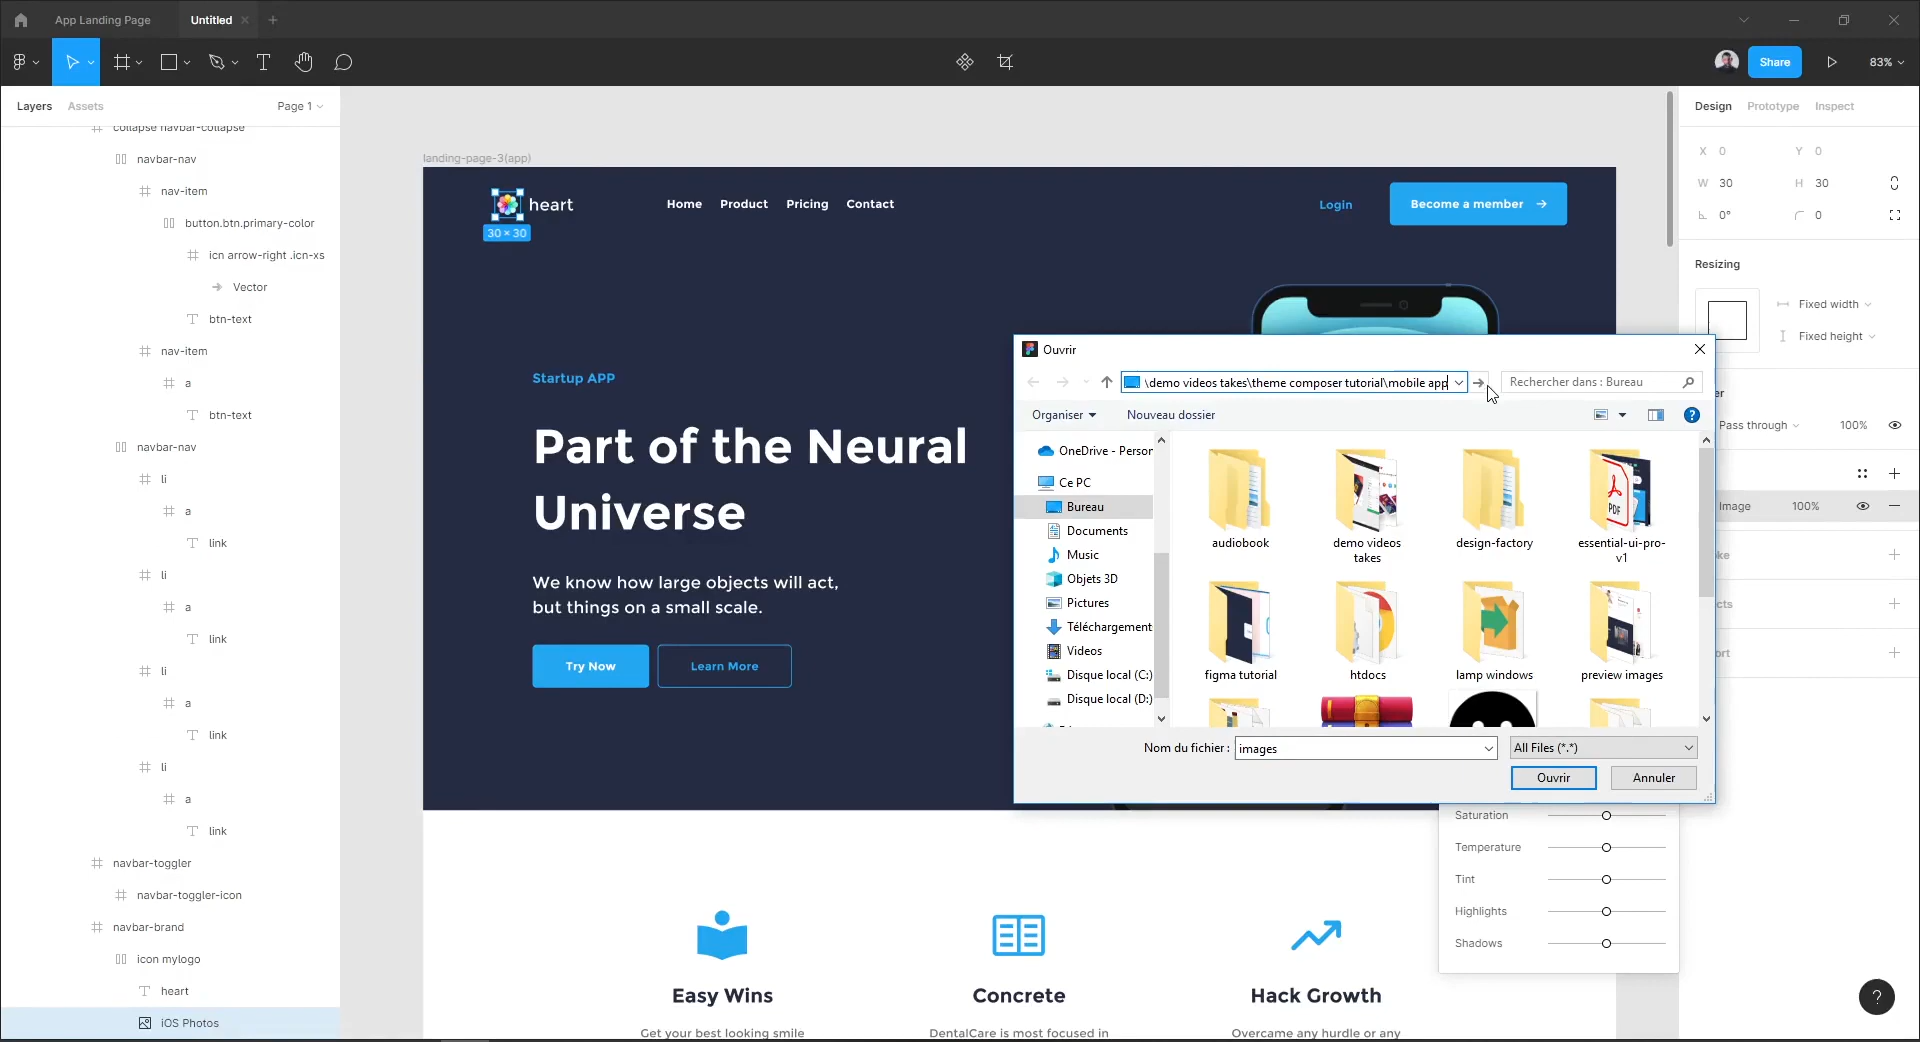 App Landing Page
Untitled
Share
83%
Layers
Assets
Page 1
collapse navbar-collapse
navbar-nav
nav-item
button.btn.primary-color
icn arrow-right .icn-xs
Vector
btn-text
nav-item
a
btn-text
navbar-nav
li
a
link
li
a
link
li
a
link
li
a
link
navbar-toggler
navbar-toggler-icon
navbar-brand
icon mylogo
heart
iOS Photos
landing-page-3(app)
heart
30 × 30
Home
Product
Pricing
Contact
Login
Become a member
Startup APP
Part of the Neural
Universe
We know how large objects will act,
but things on a small scale.
Try Now
Learn More
Easy Wins
Get your best looking smile
Concrete
DentalCare is most focused in
Hack Growth
Overcame any hurdle or any
Ouvrir
\demo videos takes\theme composer tutorial\mobile app
Rechercher dans : Bureau
Organiser
Nouveau dossier
OneDrive - Person
Ce PC
Bureau
Documents
Music
Objets 3D
Pictures
Téléchargement
Videos
Disque local (C:)
Disque local (D:)
audiobook
demo videos
takes
design-factory
essential-ui-pro-
v1
PDF
figma tutorial
htdocs
lamp windows
preview images
Nom du fichier :
images
All Files (*.*)
Ouvrir
Annuler
Saturation
Temperature
Tint
Highlights
Shadows
Design
Prototype
Inspect
X 0
Y 0
W 30
H 30
0°
0
Resizing
Fixed width
Fixed height
er
Pass through
100%
Image
100%
ke
cts
ort
?